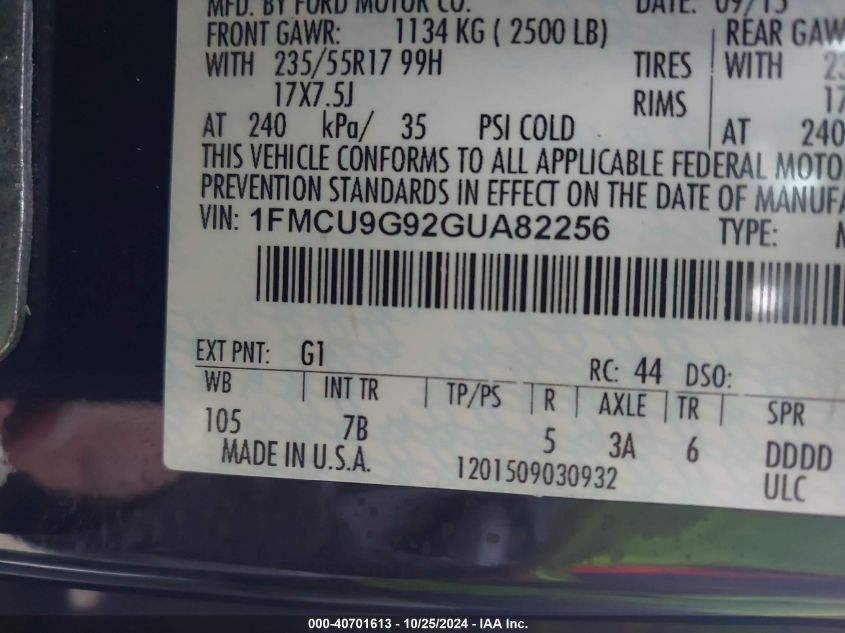 MFD. BY FORD MOTOR CO. DATE: 09/15
FRONT GAWR: 1134 KG ( 2500 LB) REAR GAW
WITH 235/55R17 99H TIRES WITH 23
17X7.5J RIMS 17
AT 240 kPa/ 35 PSI COLD AT 240
THIS VEHICLE CONFORMS TO ALL APPLICABLE FEDERAL MOTO
PREVENTION STANDARDS IN EFFECT ON THE DATE OF MANUFA
VIN: 1FMCU9G92GUA82256 TYPE: M
EXT PNT: G1 RC: 44 DSO:
WB INT TR TP/PS R AXLE TR SPR
105 7B 5 3A 6 DDDD
MADE IN U.S.A. 1201509030932 ULC
000-40701613 - 10/25/2024 - Copyright © 2024 IAA, Inc.